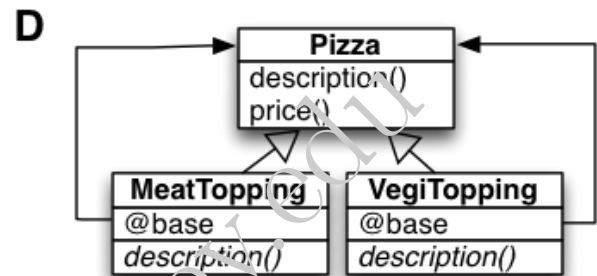 D
Pizza
description()
price()
MeatTopping
@base
description()
VegiTopping
@base
description()